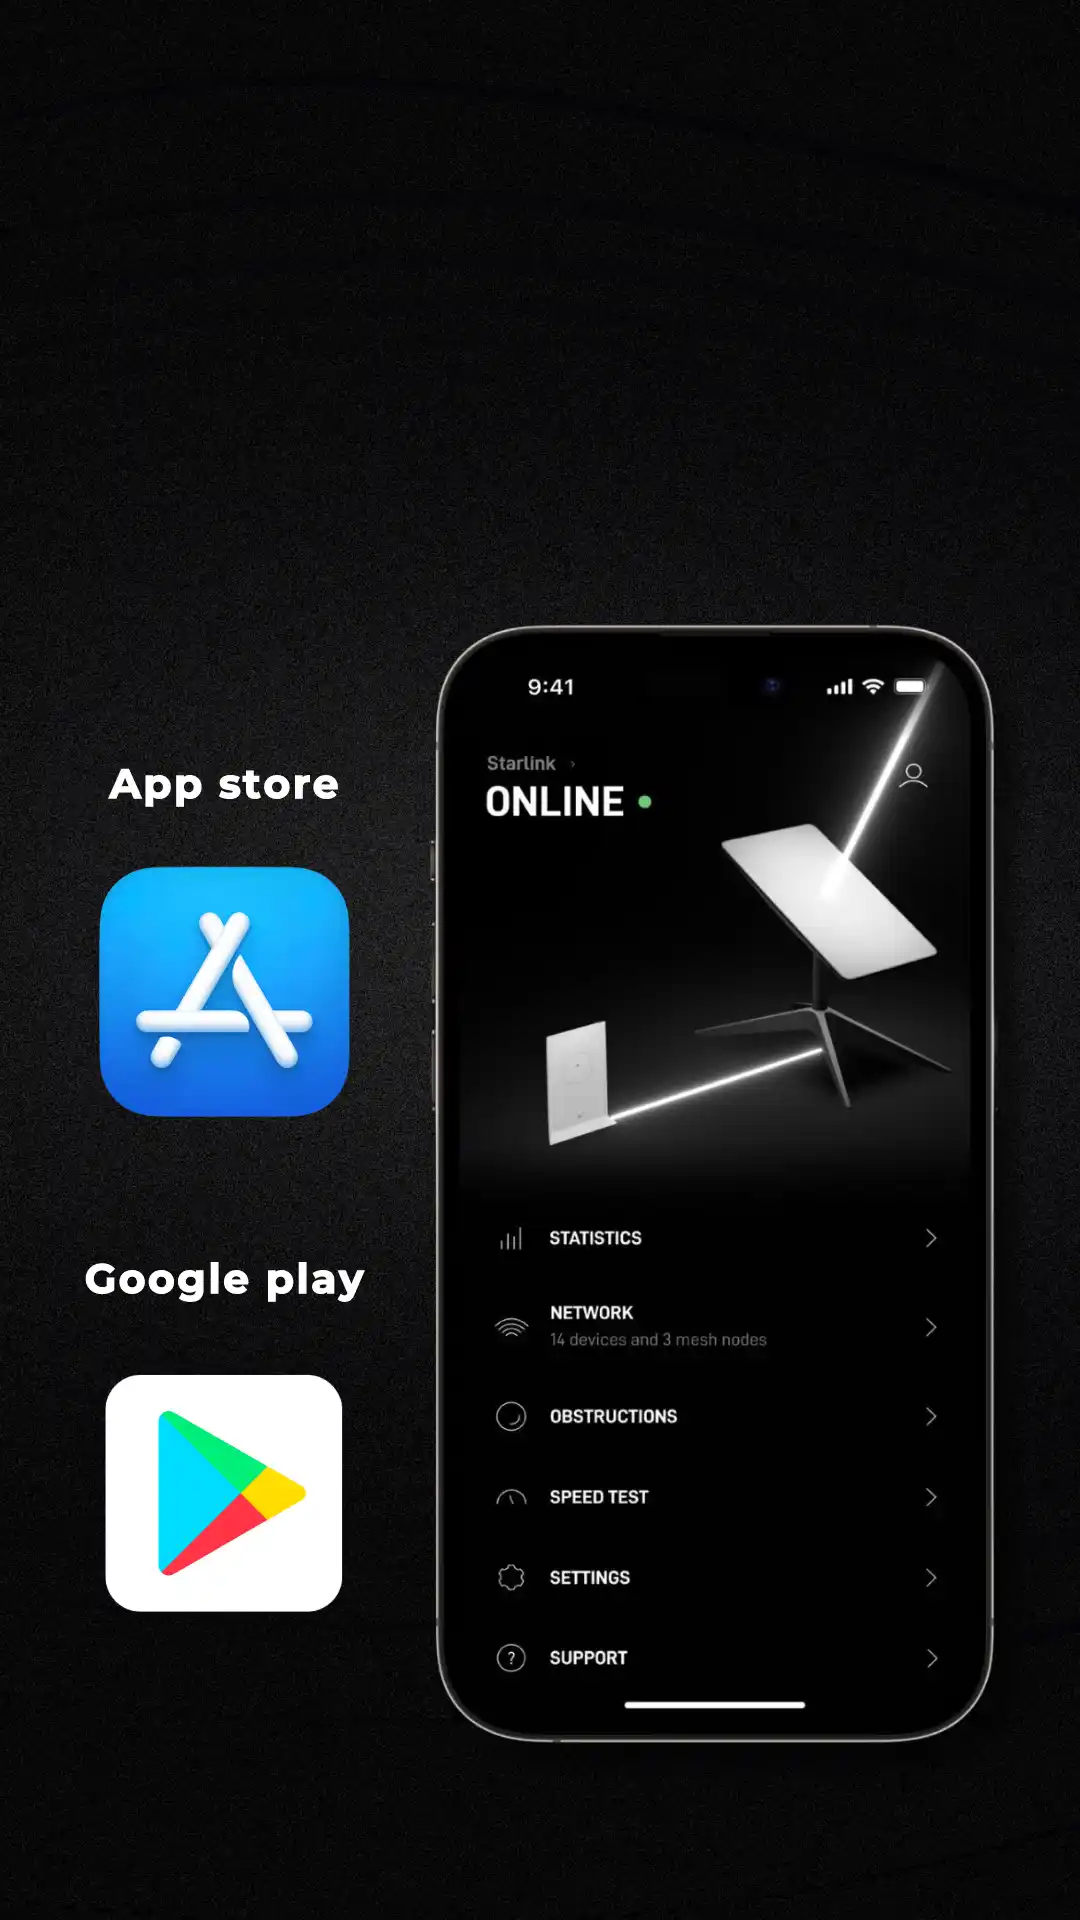 App store
Google play
9:41
Starlink
ONLINE
STATISTICS
NETWORK
14 devices and 3 mesh nodes
OBSTRUCTIONS
SPEED TEST
SETTINGS
? SUPPORT